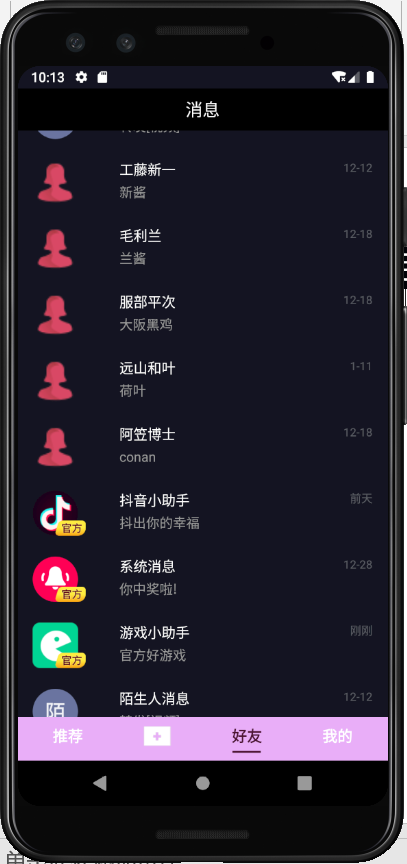 10:13
消息
工藤新一 12-12
新酱
毛利兰 12-18
兰酱
服部平次 12-18
大阪黑鸡
远山和叶 1-11
荷叶
阿笠博士 12-18
conan
抖音小助手 前天
官方
抖出你的幸福
系统消息 12-28
官方
你中奖啦!
游戏小助手 刚刚
官方
官方好游戏
陌生人消息 12-12
陌
推荐 好友 我的